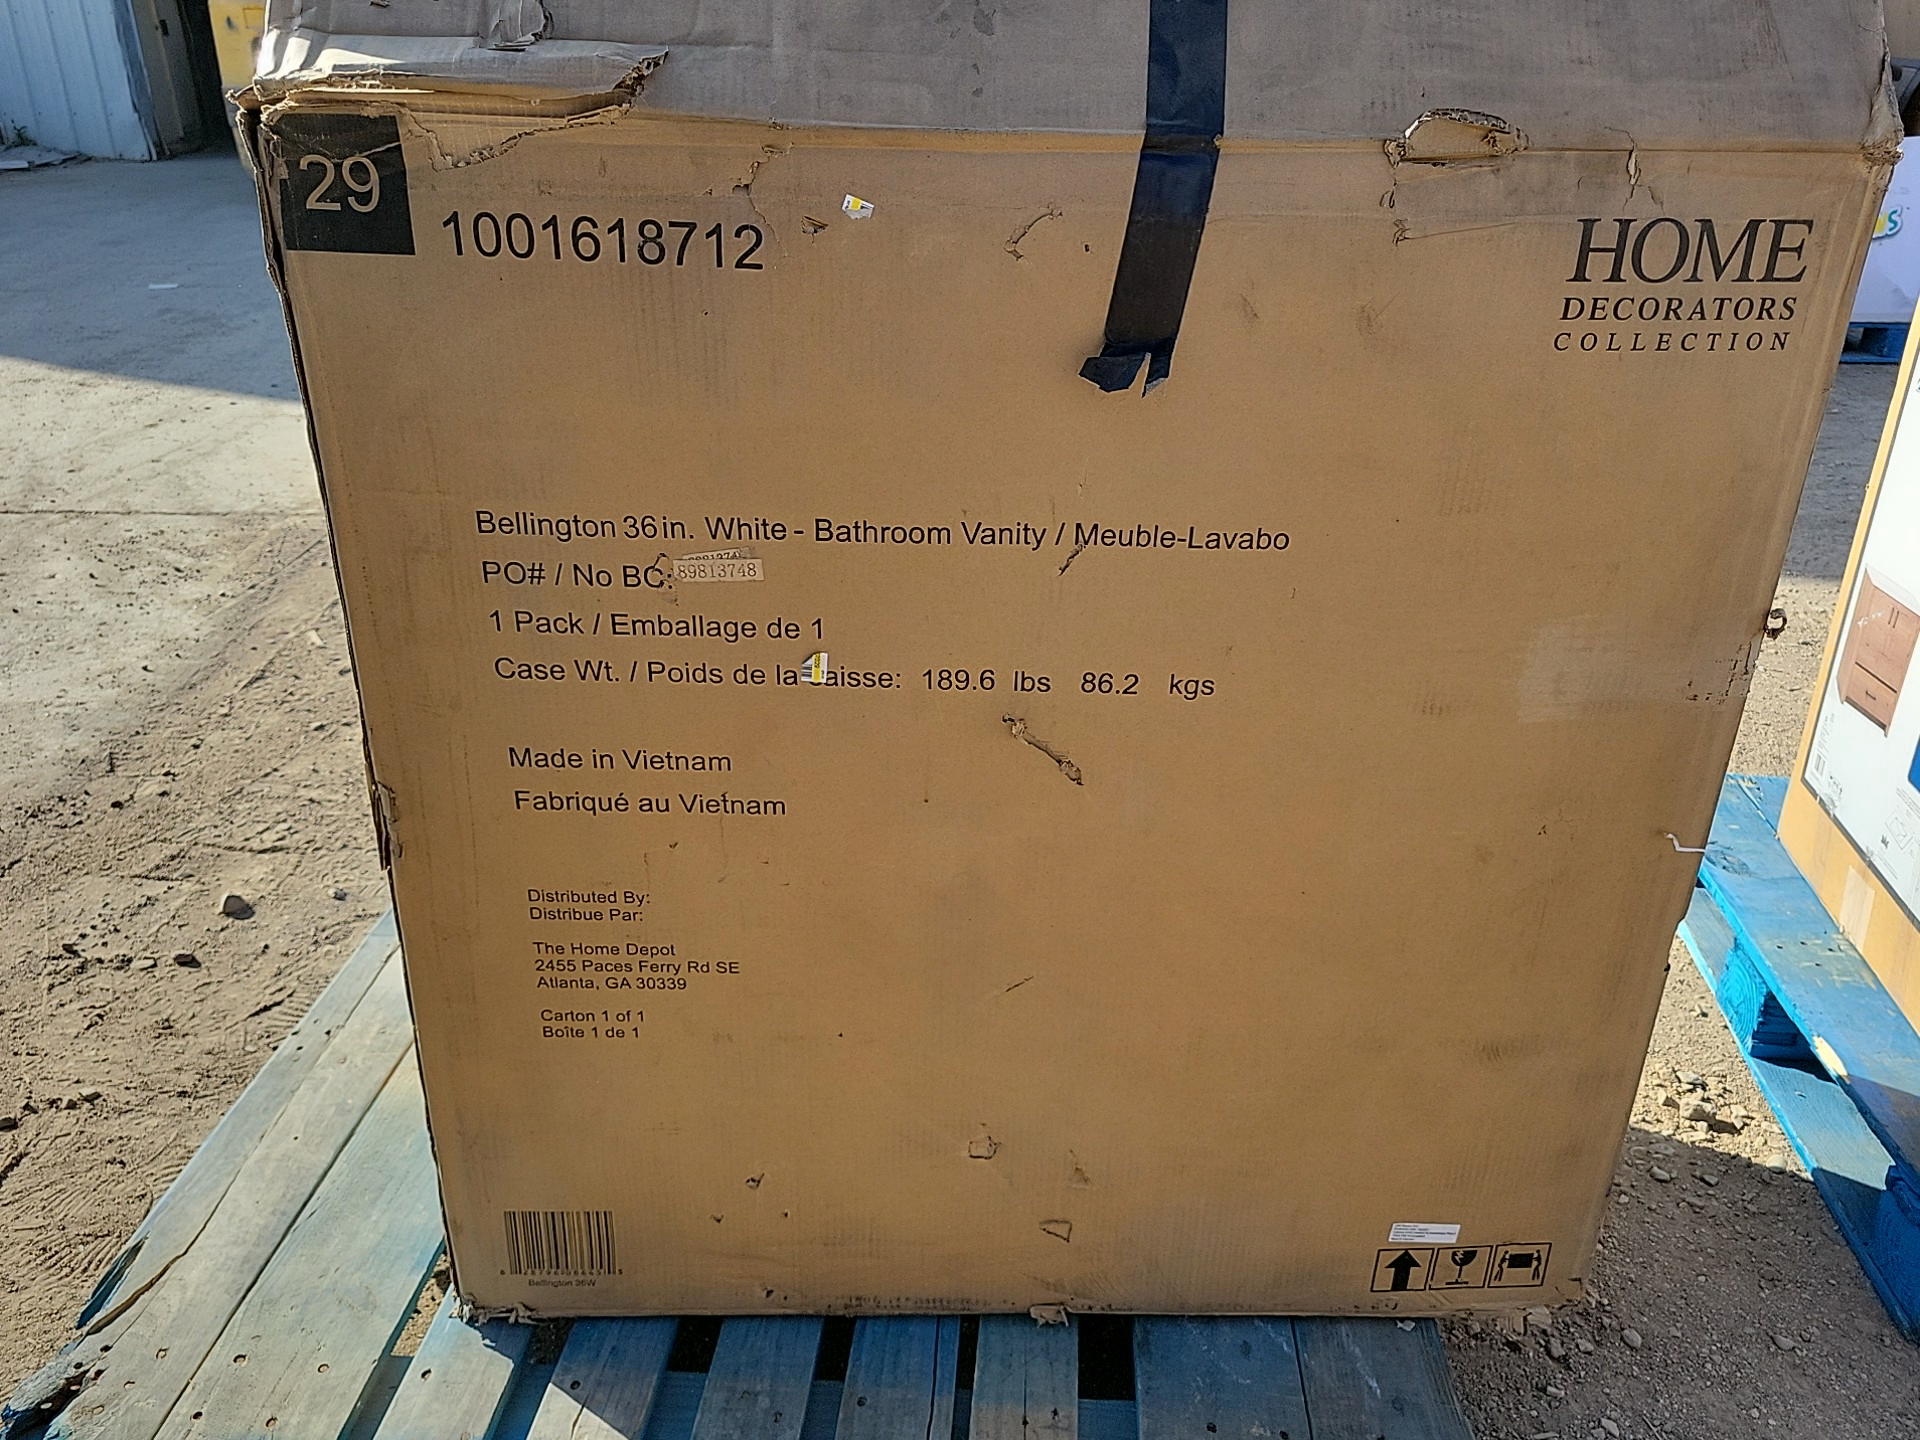 29
1001618712
HOME
DECORATORS
COLLECTION
Bellington 36in. White - Bathroom Vanity / Meuble-Lavabo
PO# / No BC: 89813748
1 Pack / Emballage de 1
Case Wt. / Poids de la caisse: 189.6 lbs 86.2 kgs
Made in Vietnam
Fabriqué au Vietnam
Distributed By:
Distribue Par:
The Home Depot
2455 Paces Ferry Rd SE
Atlanta, GA 30339
Carton 1 of 1
Boîte 1 de 1
Bellington 36W